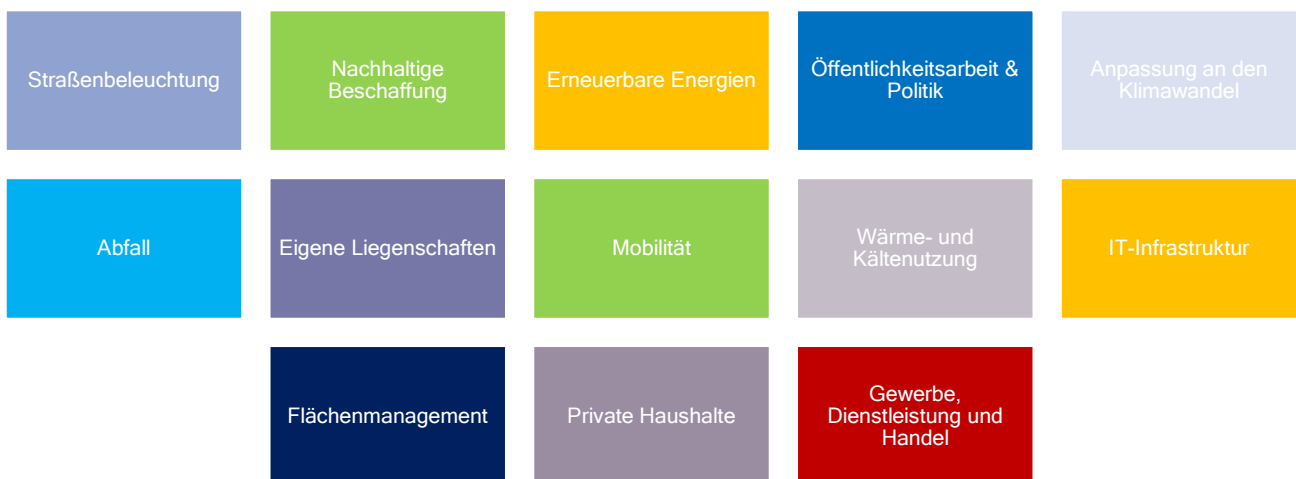 Straßenbeleuchtung
Nachhaltige
Beschaffung
Erneuerbare Energien
Öffentlichkeitsarbeit &
Politik
Anpassung an den
Klimawandel
Abfall
Eigene Liegenschaften
Mobilität
Wärme- und
Kältenutzung
IT-Infrastruktur
Flächenmanagement
Private Haushalte
Gewerbe,
Dienstleistung und
Handel